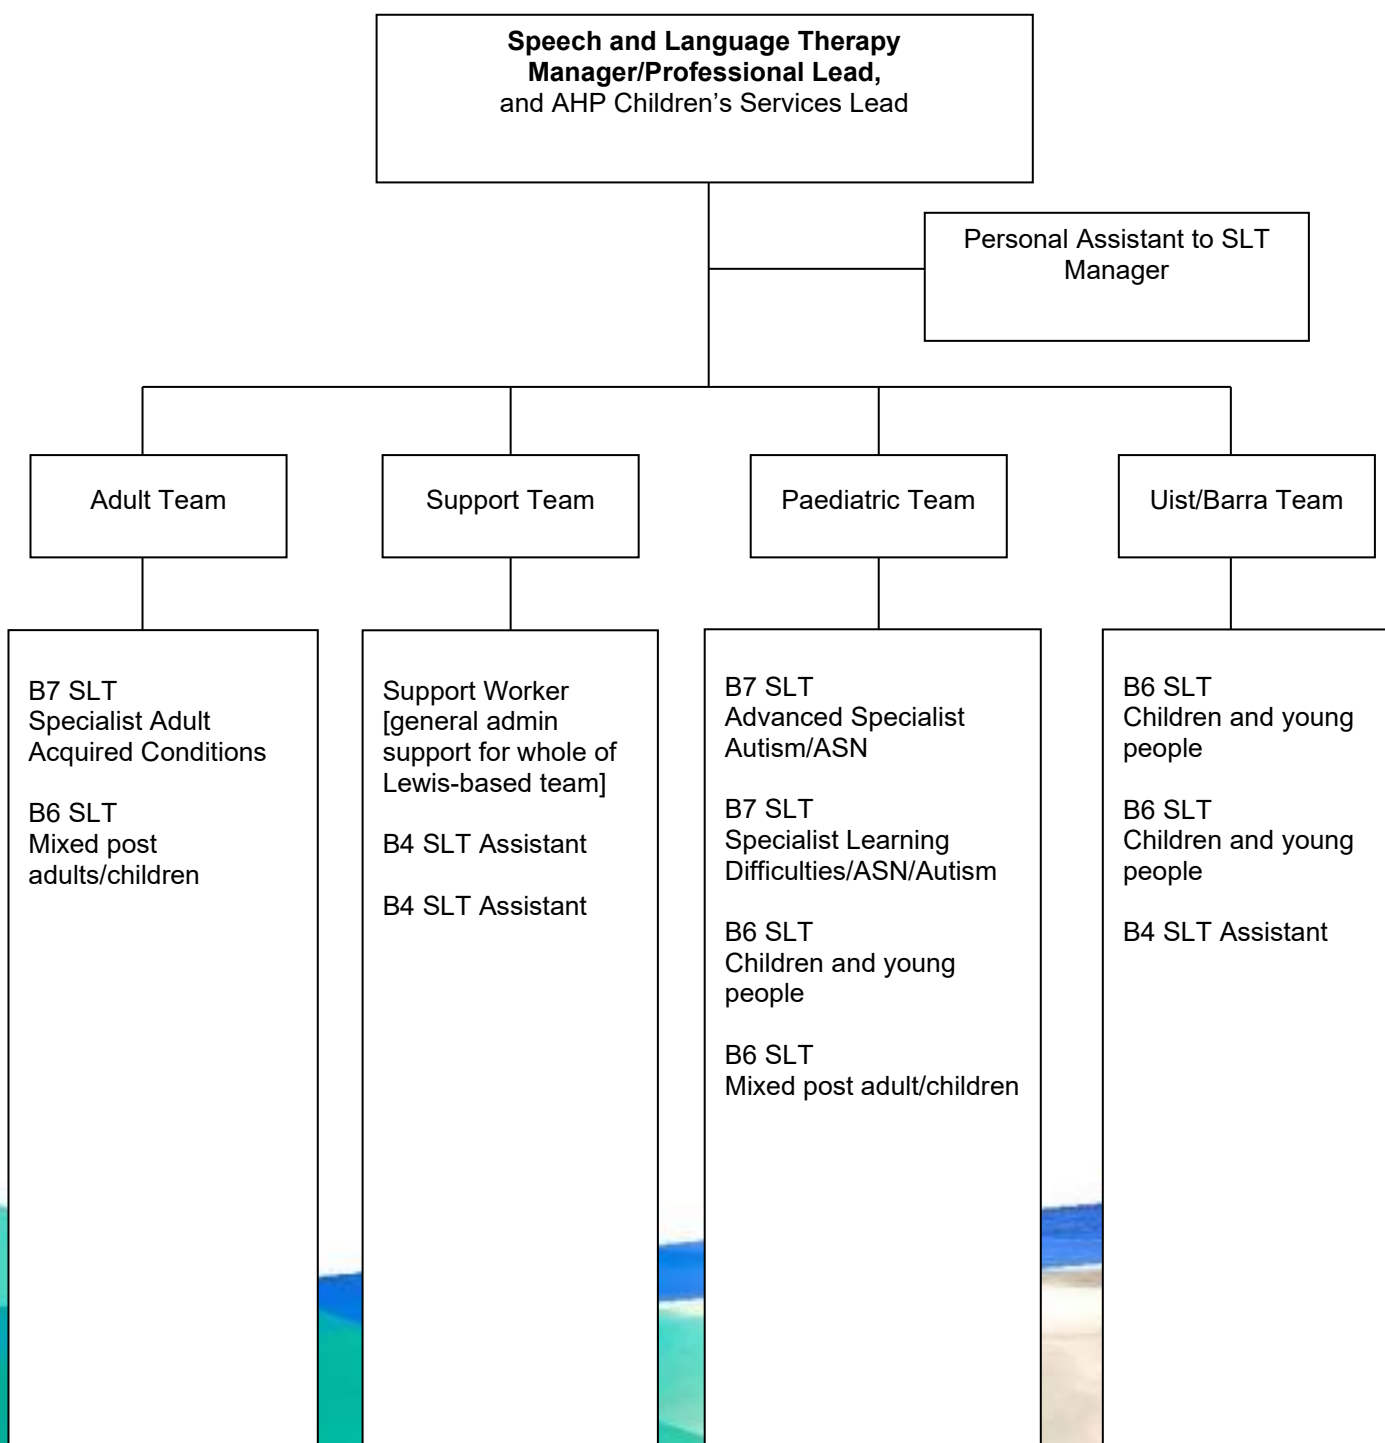 Speech and Language Therapy
Manager/Professional Lead,
and AHP Children’s Services Lead
Personal Assistant to SLT
Manager
Adult Team
Support Team
Paediatric Team
Uist/Barra Team
B7 SLT
Specialist Adult
Acquired Conditions
B6 SLT
Mixed post
adults/children
Support Worker
[general admin
support for whole of
Lewis-based team]
B4 SLT Assistant
B4 SLT Assistant
B7 SLT
Advanced Specialist
Autism/ASN
B7 SLT
Specialist Learning
Difficulties/ASN/Autism
B6 SLT
Children and young
people
B6 SLT
Mixed post adult/children
B6 SLT
Children and young
people
B6 SLT
Children and young
people
B4 SLT Assistant